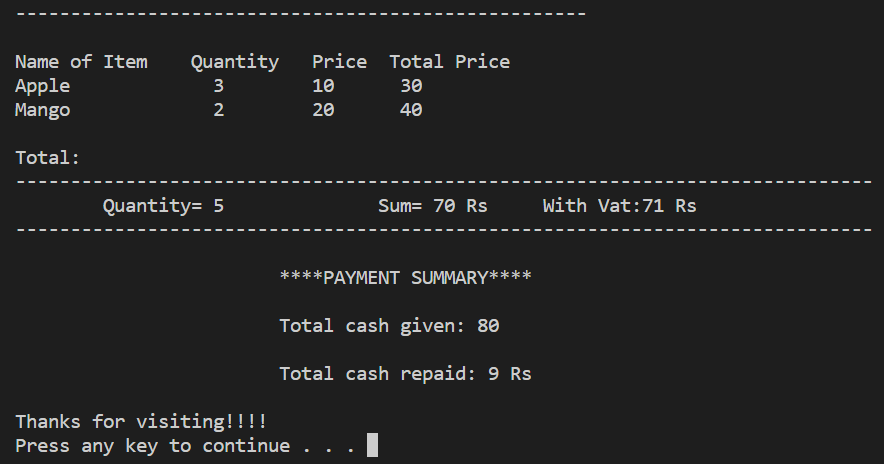 ----------------------------------------------------
Name of Item    Quantity   Price  Total Price
Apple             3        10      30
Mango             2        20      40
Total:
------------------------------------------------------------------------------
        Quantity= 5              Sum= 70 Rs     With Vat:71 Rs
------------------------------------------------------------------------------
                        ****PAYMENT SUMMARY****
                        Total cash given: 80
                        Total cash repaid: 9 Rs
Thanks for visiting!!!!
Press any key to continue . . .